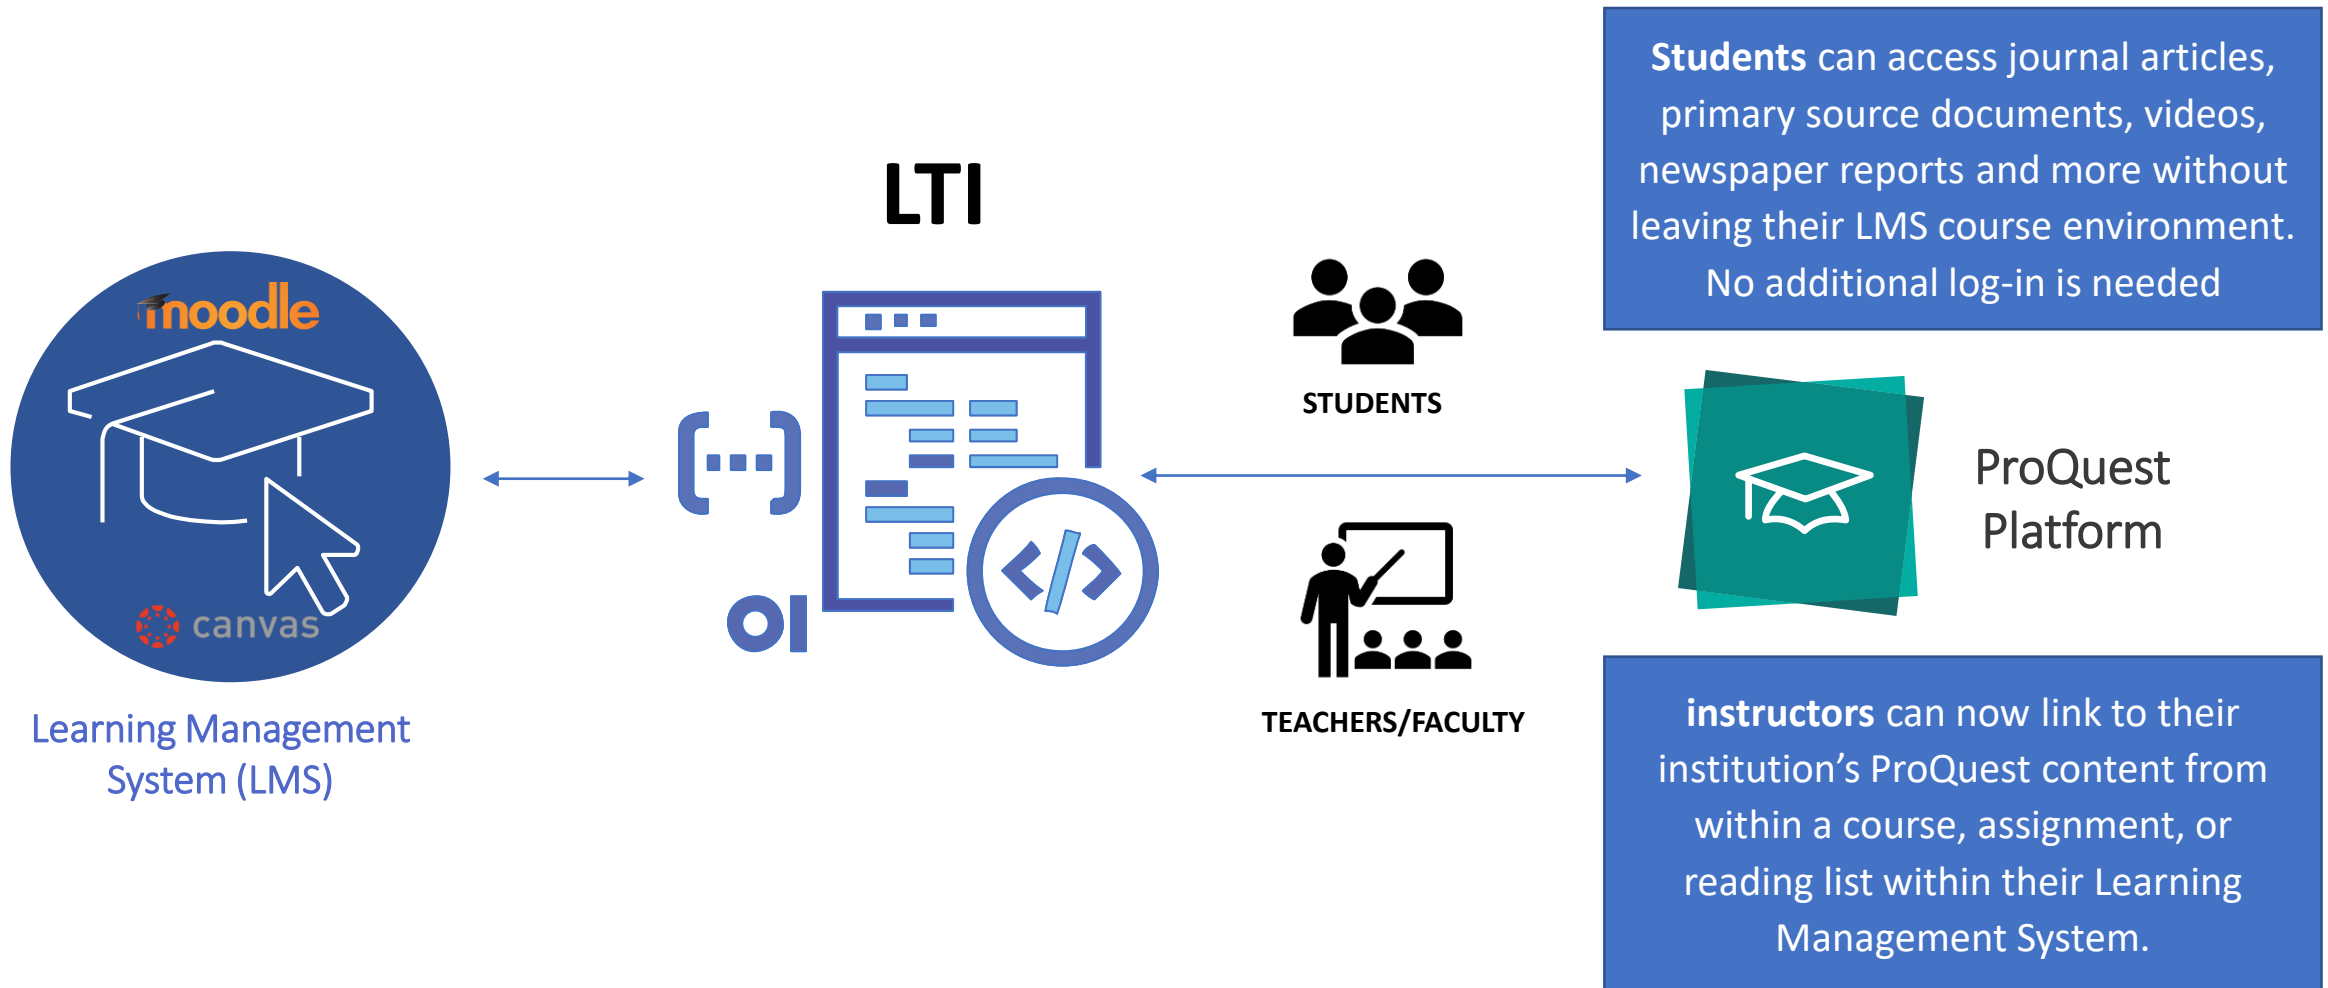 moodle
canvas
Learning Management
System (LMS)
LTI
STUDENTS
TEACHERS/FACULTY
Students can access journal articles,
primary source documents, videos,
newspaper reports and more without
leaving their LMS course environment.
No additional log-in is needed
ProQuest
Platform
instructors can now link to their
institution’s ProQuest content from
within a course, assignment, or
reading list within their Learning
Management System.